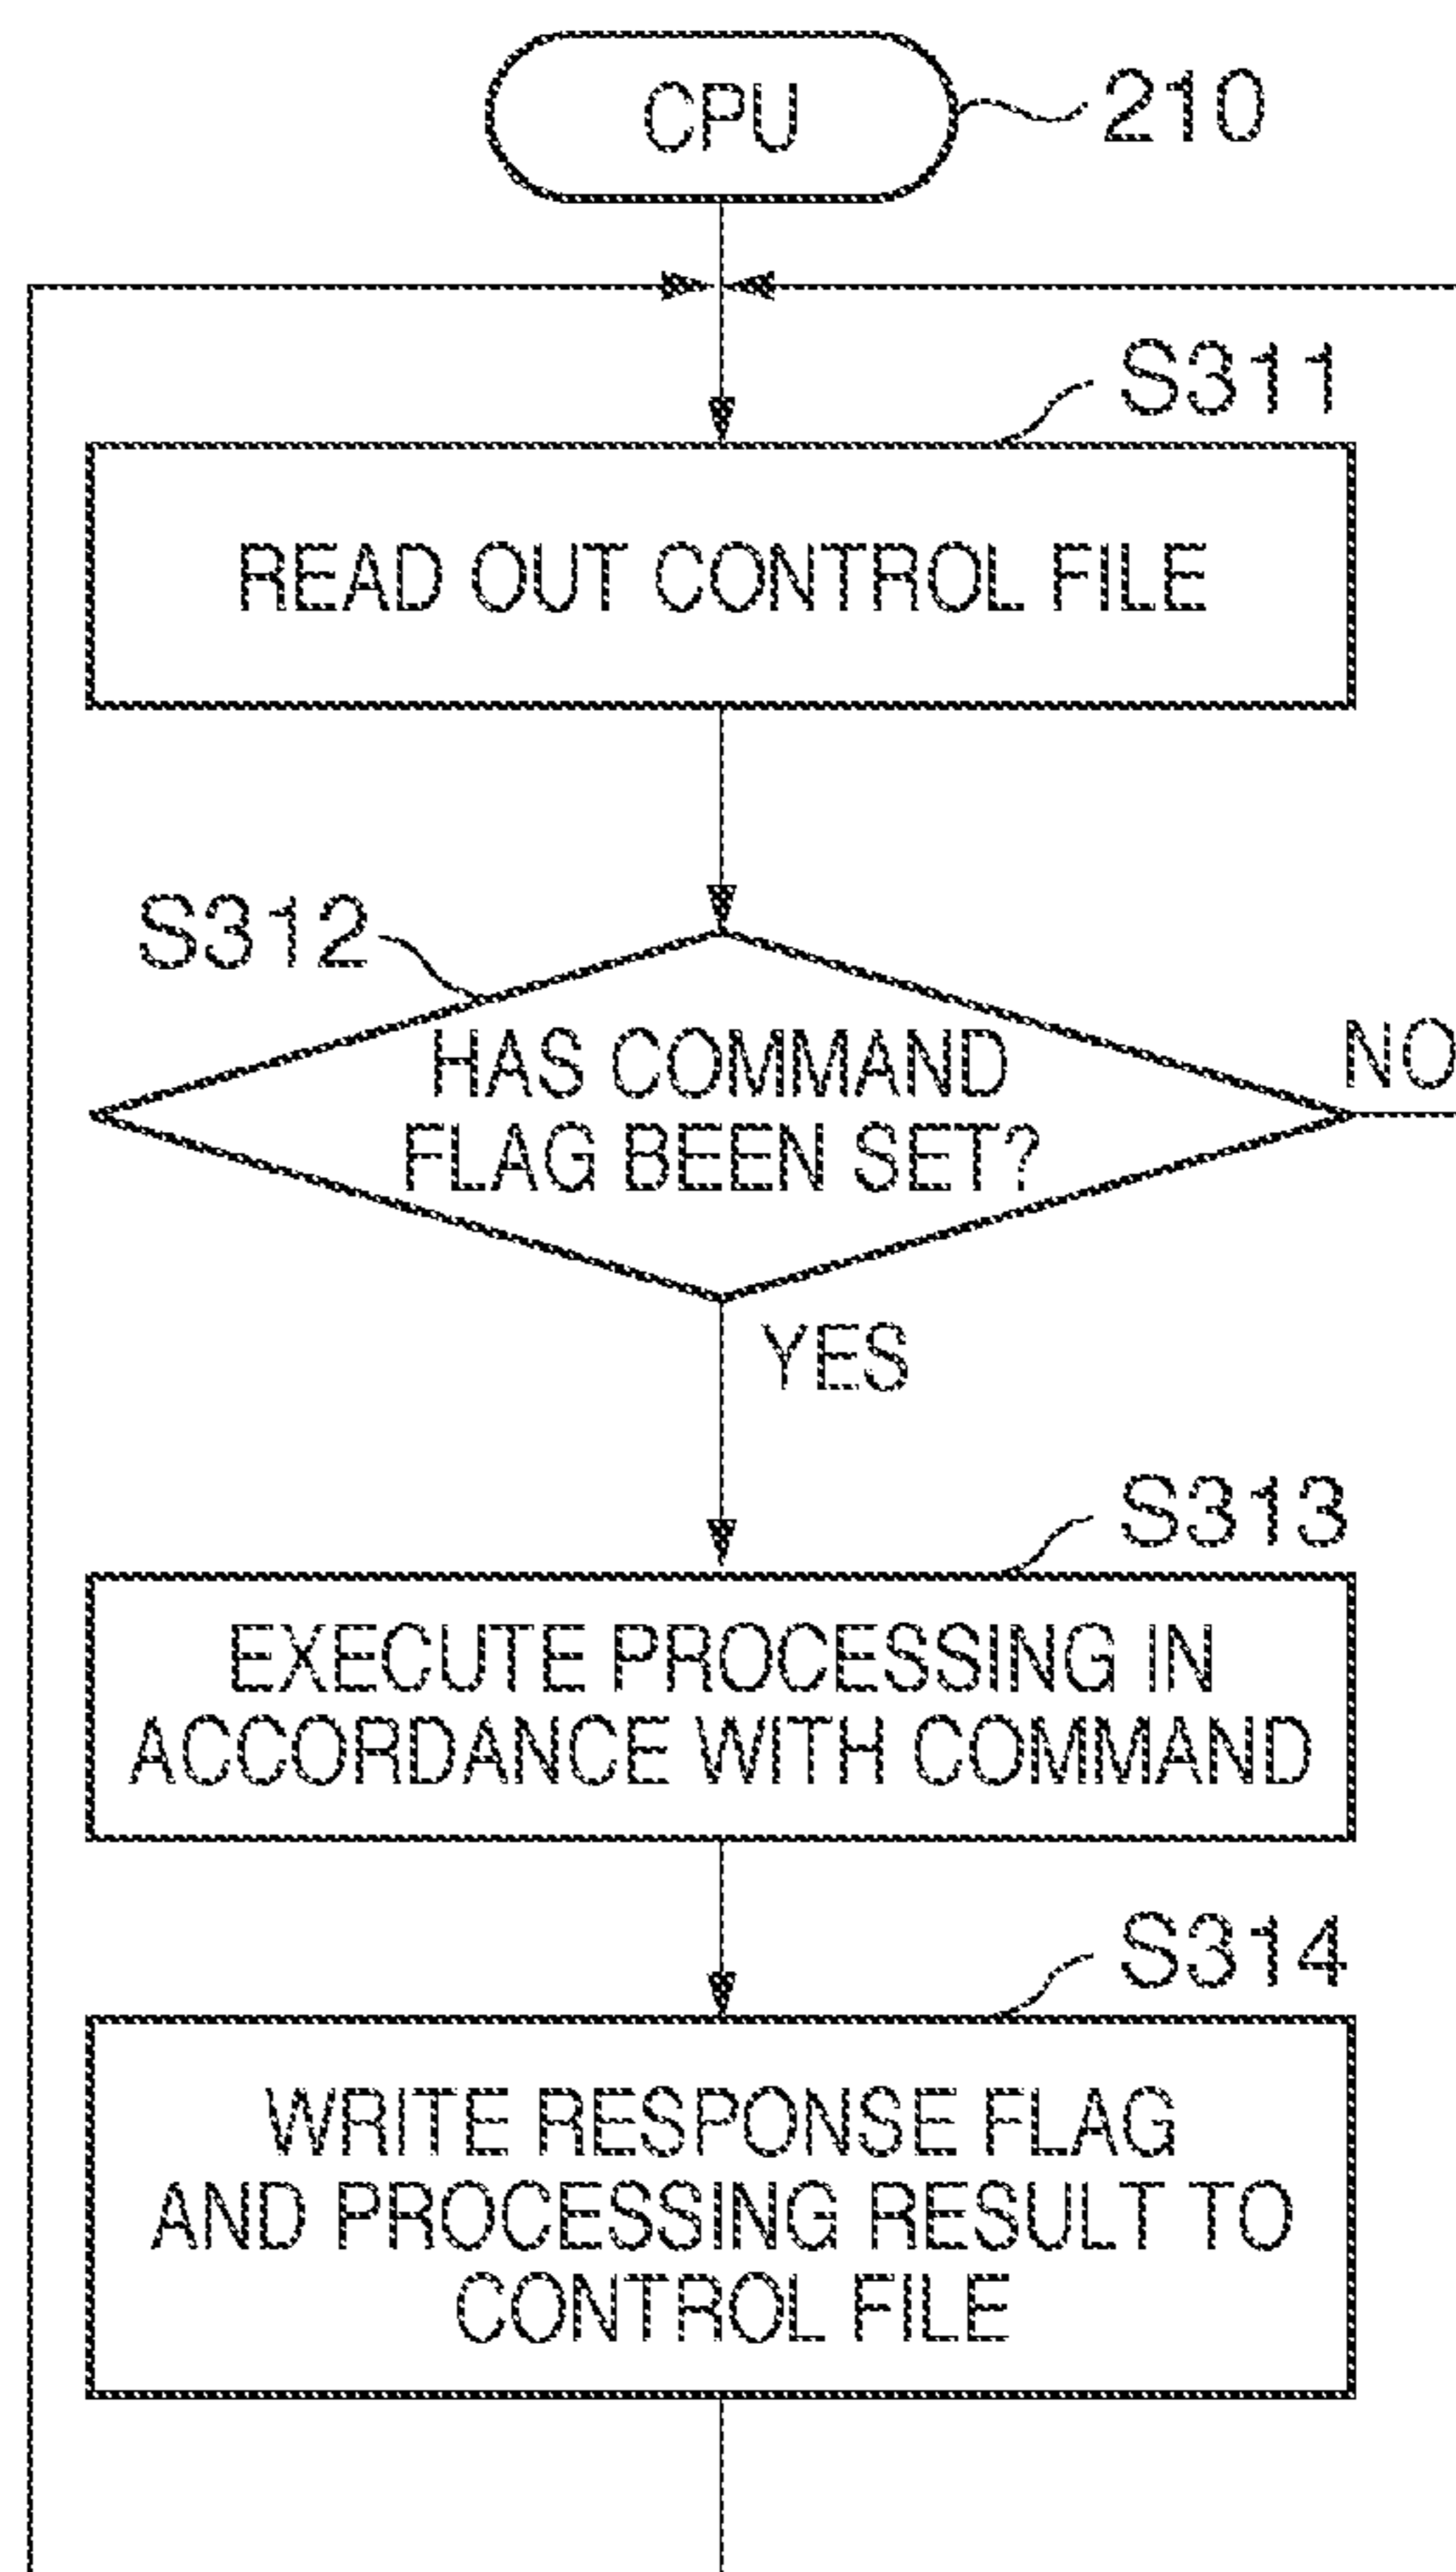 CPU
210
S311
READ OUT CONTROL FILE
S312
HAS COMMAND
FLAG BEEN SET?
NO
YES
S313
EXECUTE PROCESSING IN
ACCORDANCE WITH COMMAND
S314
WRITE RESPONSE FLAG
AND PROCESSING RESULT TO
CONTROL FILE